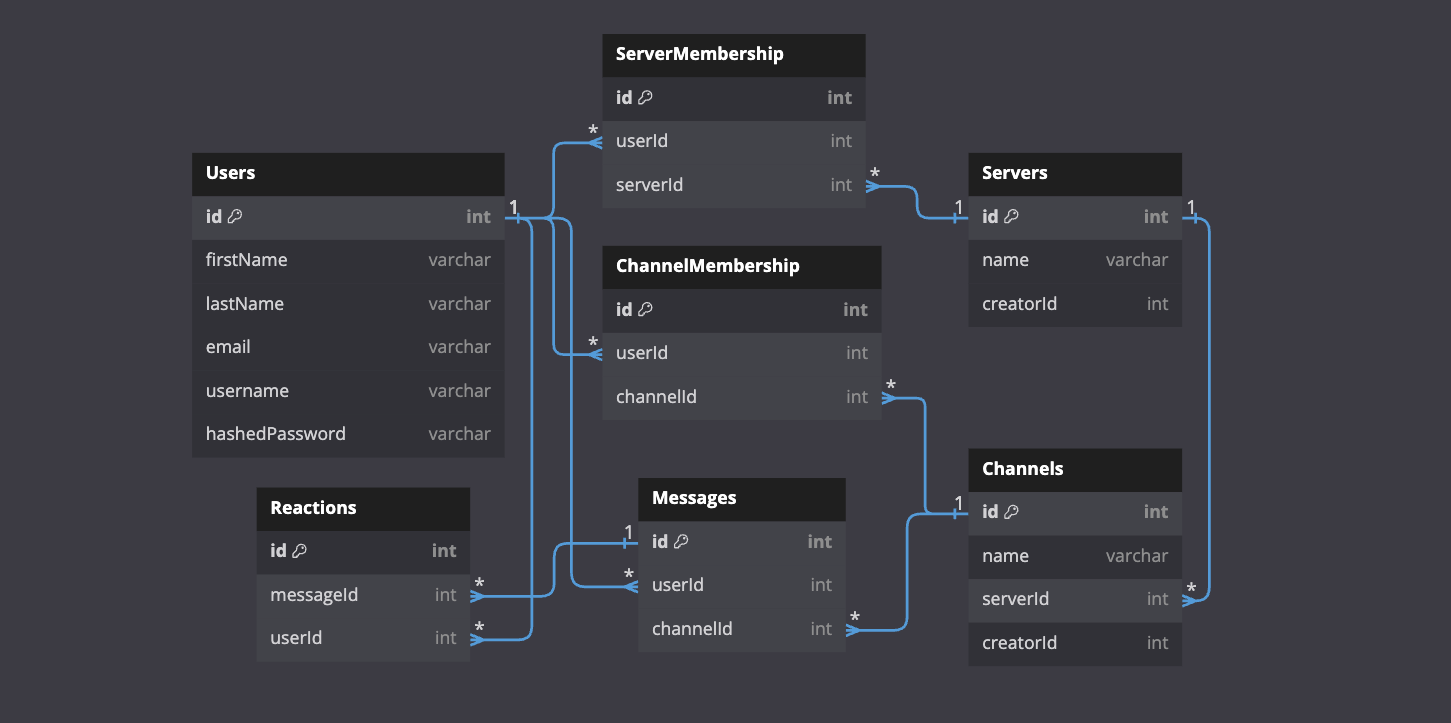 ServerMembership
id int
userId int
serverId int
Users
id int
firstName varchar
lastName varchar
email varchar
username varchar
hashedPassword varchar
1
*
*
Servers
id int
name varchar
creatorId int
1
1
ChannelMembership
id int
userId int
channelId int
*
*
Reactions
id int
messageId int
userId int
*
*
Messages
id int
userId int
channelId int
1
*
*
Channels
id int
name varchar
serverId int
creatorId int
1
*